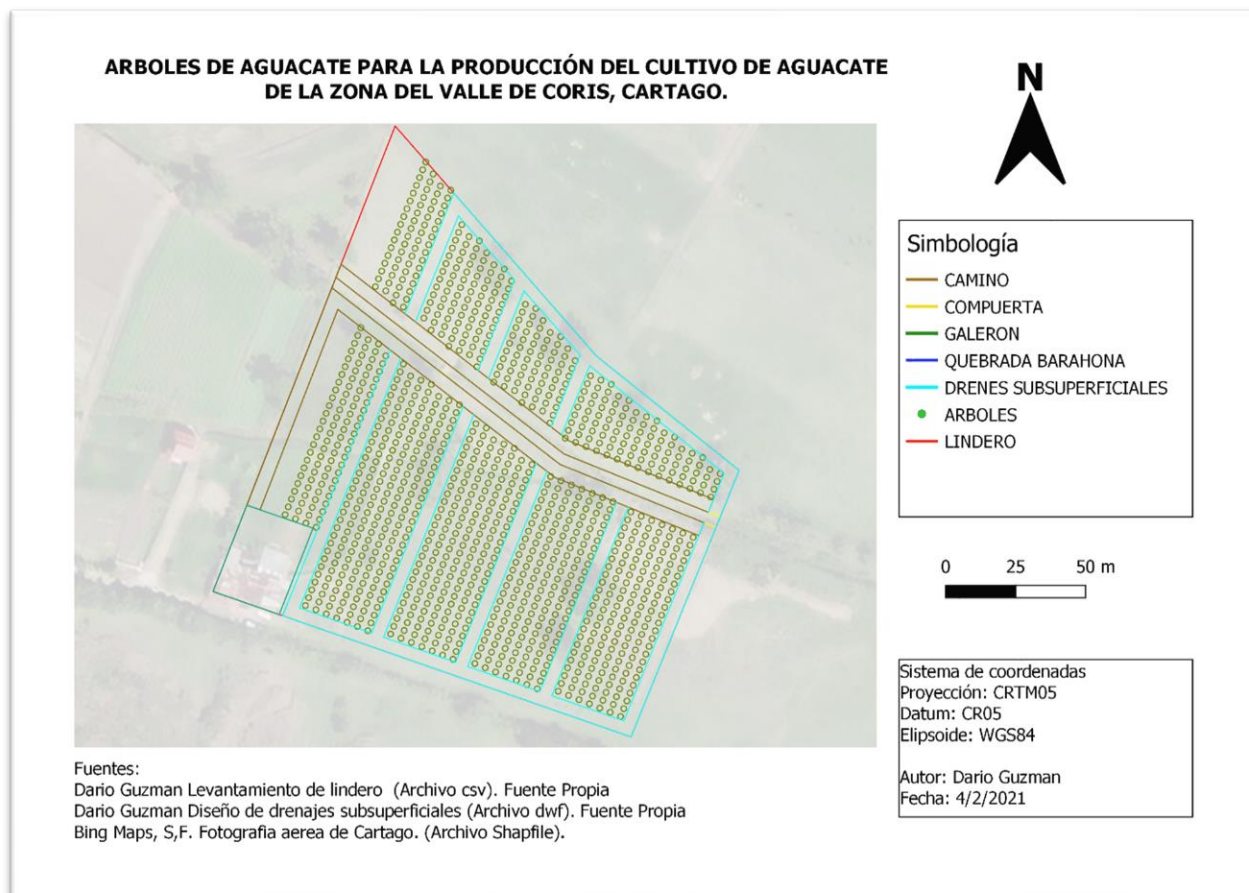 ARBOLES DE AGUACATE PARA LA PRODUCCIÓN DEL CULTIVO DE AGUACATE
DE LA ZONA DEL VALLE DE CORIS, CARTAGO.
N
Simbología
CAMINO
COMPUERTA
GALERON
QUEBRADA BARAHONA
DRENES SUBSUPERFICIALES
ARBOLES
LINDERO
0 25 50 m
Sistema de coordenadas
Proyección: CRTM05
Datum: CR05
Elipsoide: WGS84
Autor: Dario Guzman
Fecha: 4/2/2021
Fuentes:
Dario Guzman Levantamiento de lindero (Archivo csv). Fuente Propia
Dario Guzman Diseño de drenajes subsuperficiales (Archivo dwf). Fuente Propia
Bing Maps, S,F. Fotografia aerea de Cartago. (Archivo Shapfile).